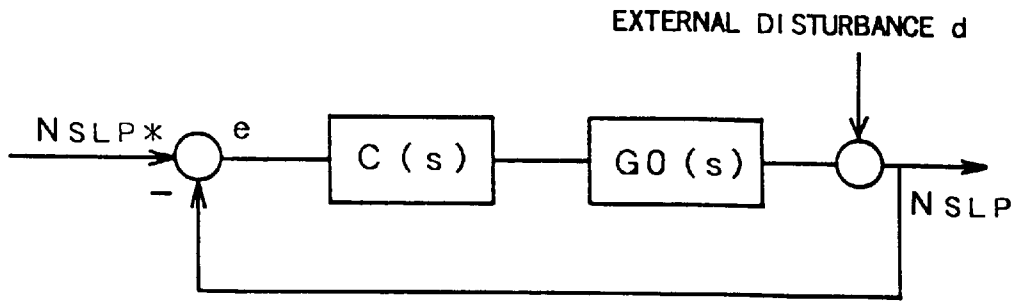 EXTERNAL DISTURBANCE d
NSLP*
e
C(s)
G0(s)
−
NSLP